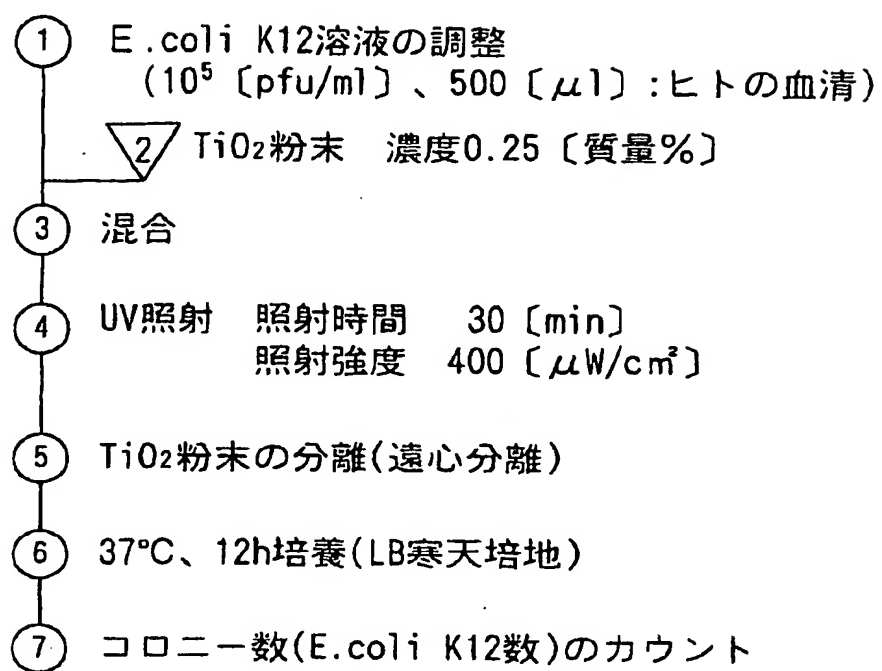 ① E.coli K12溶液の調整
(10⁵〔pfu/ml〕、500〔μl〕:ヒトの血清)
2 TiO₂粉末 濃度0.25〔質量%〕
③ 混合
④ UV照射 照射時間 30〔min〕
照射強度 400〔μW/c㎡〕
⑤ TiO₂粉末の分離(遠心分離)
⑥ 37℃、12h培養(LB寒天培地)
⑦ コロニー数(E.coli K12数)のカウント